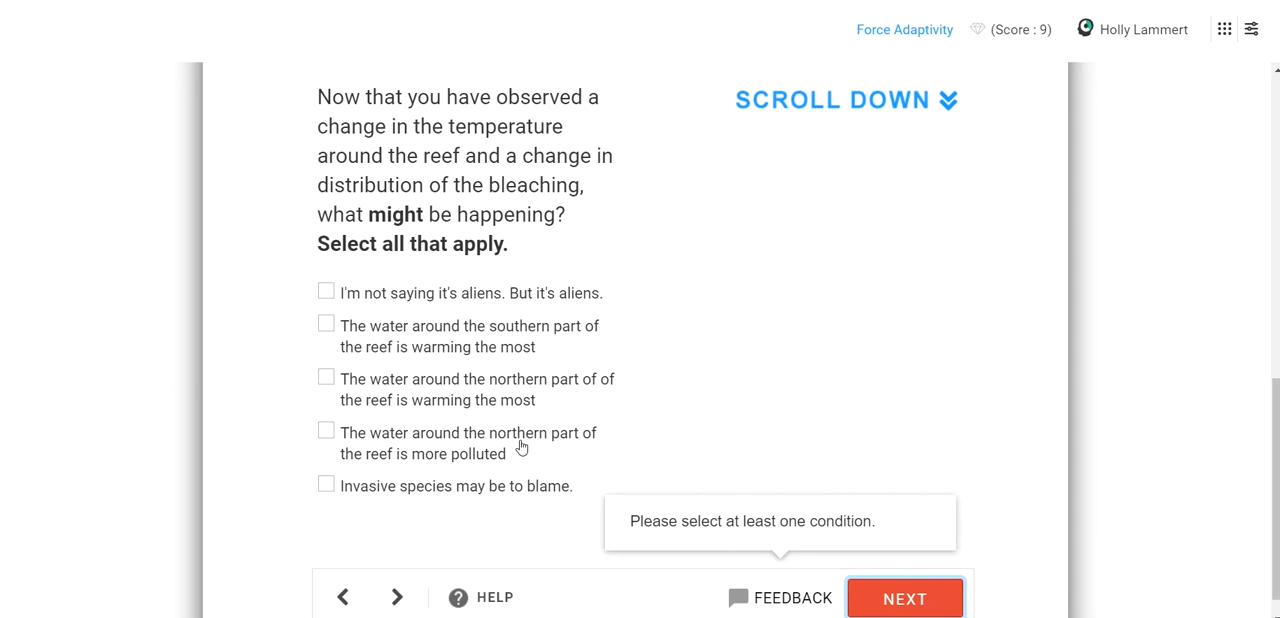 Force Adaptivity (Score : 9) Holly Lammert
Now that you have observed a
change in the temperature
around the reef and a change in
distribution of the bleaching,
what might be happening?
Select all that apply.
SCROLL DOWN
I'm not saying it's aliens. But it's aliens.
The water around the southern part of
the reef is warming the most
The water around the northern part of of
the reef is warming the most
The water around the northern part of
the reef is more polluted
Invasive species may be to blame.
Please select at least one condition.
? HELP FEEDBACK NEXT